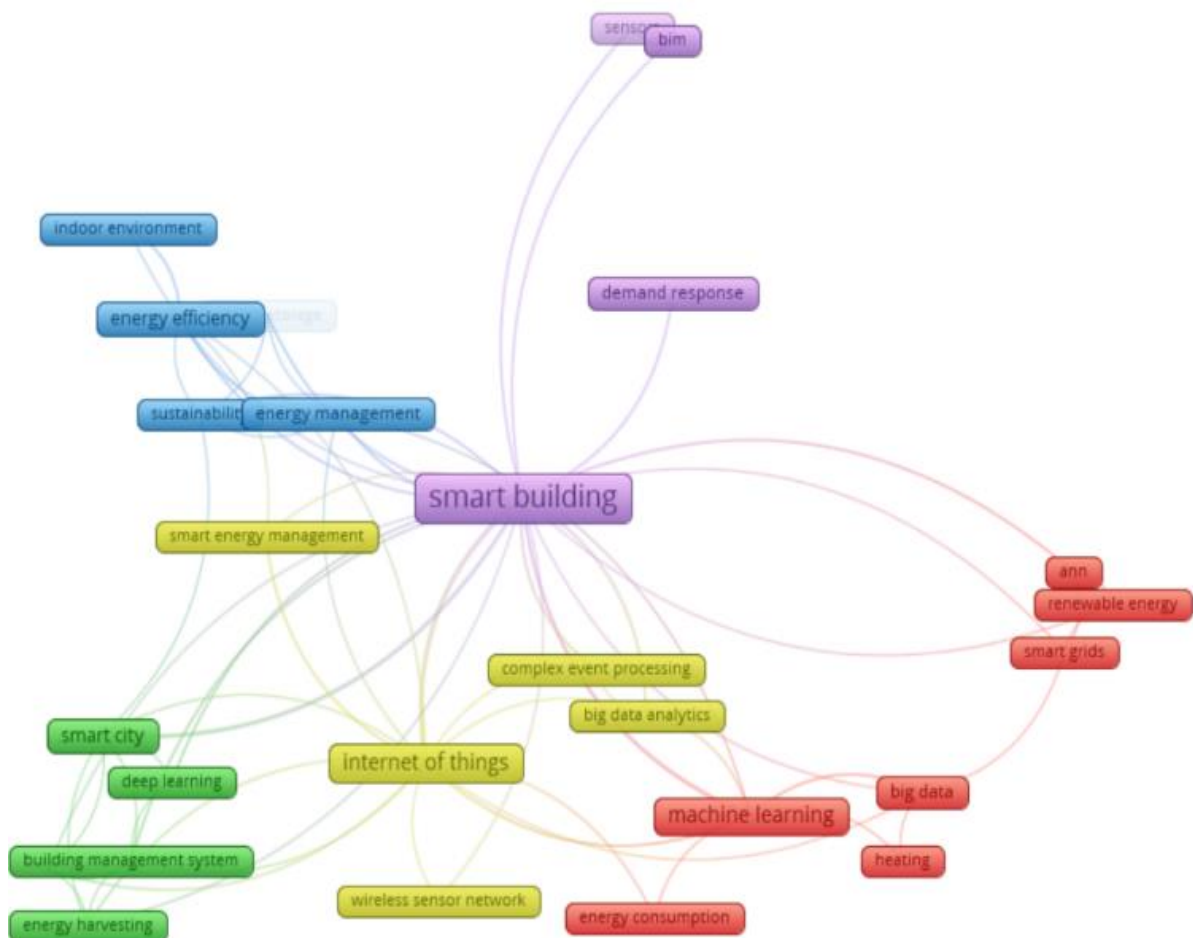 bim
indoor environment
demand response
energy efficiency
sustainability
energy management
smart building
smart energy management
ann
renewable energy
smart grids
complex event processing
big data analytics
smart city
internet of things
deep learning
big data
machine learning
building management system
heating
wireless sensor network
energy consumption
energy harvesting